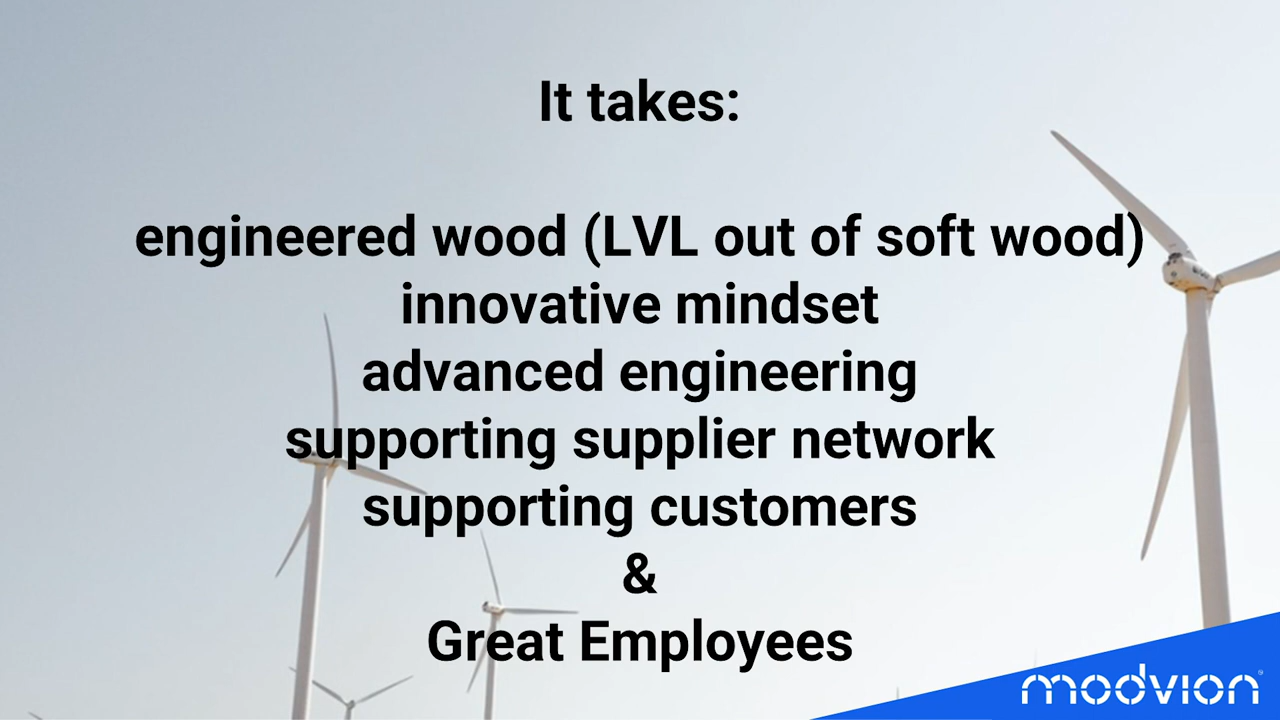 It takes:
engineered wood (LVL out of soft wood)
innovative mindset
advanced engineering
supporting supplier network
supporting customers
&
Great Employees
modvion